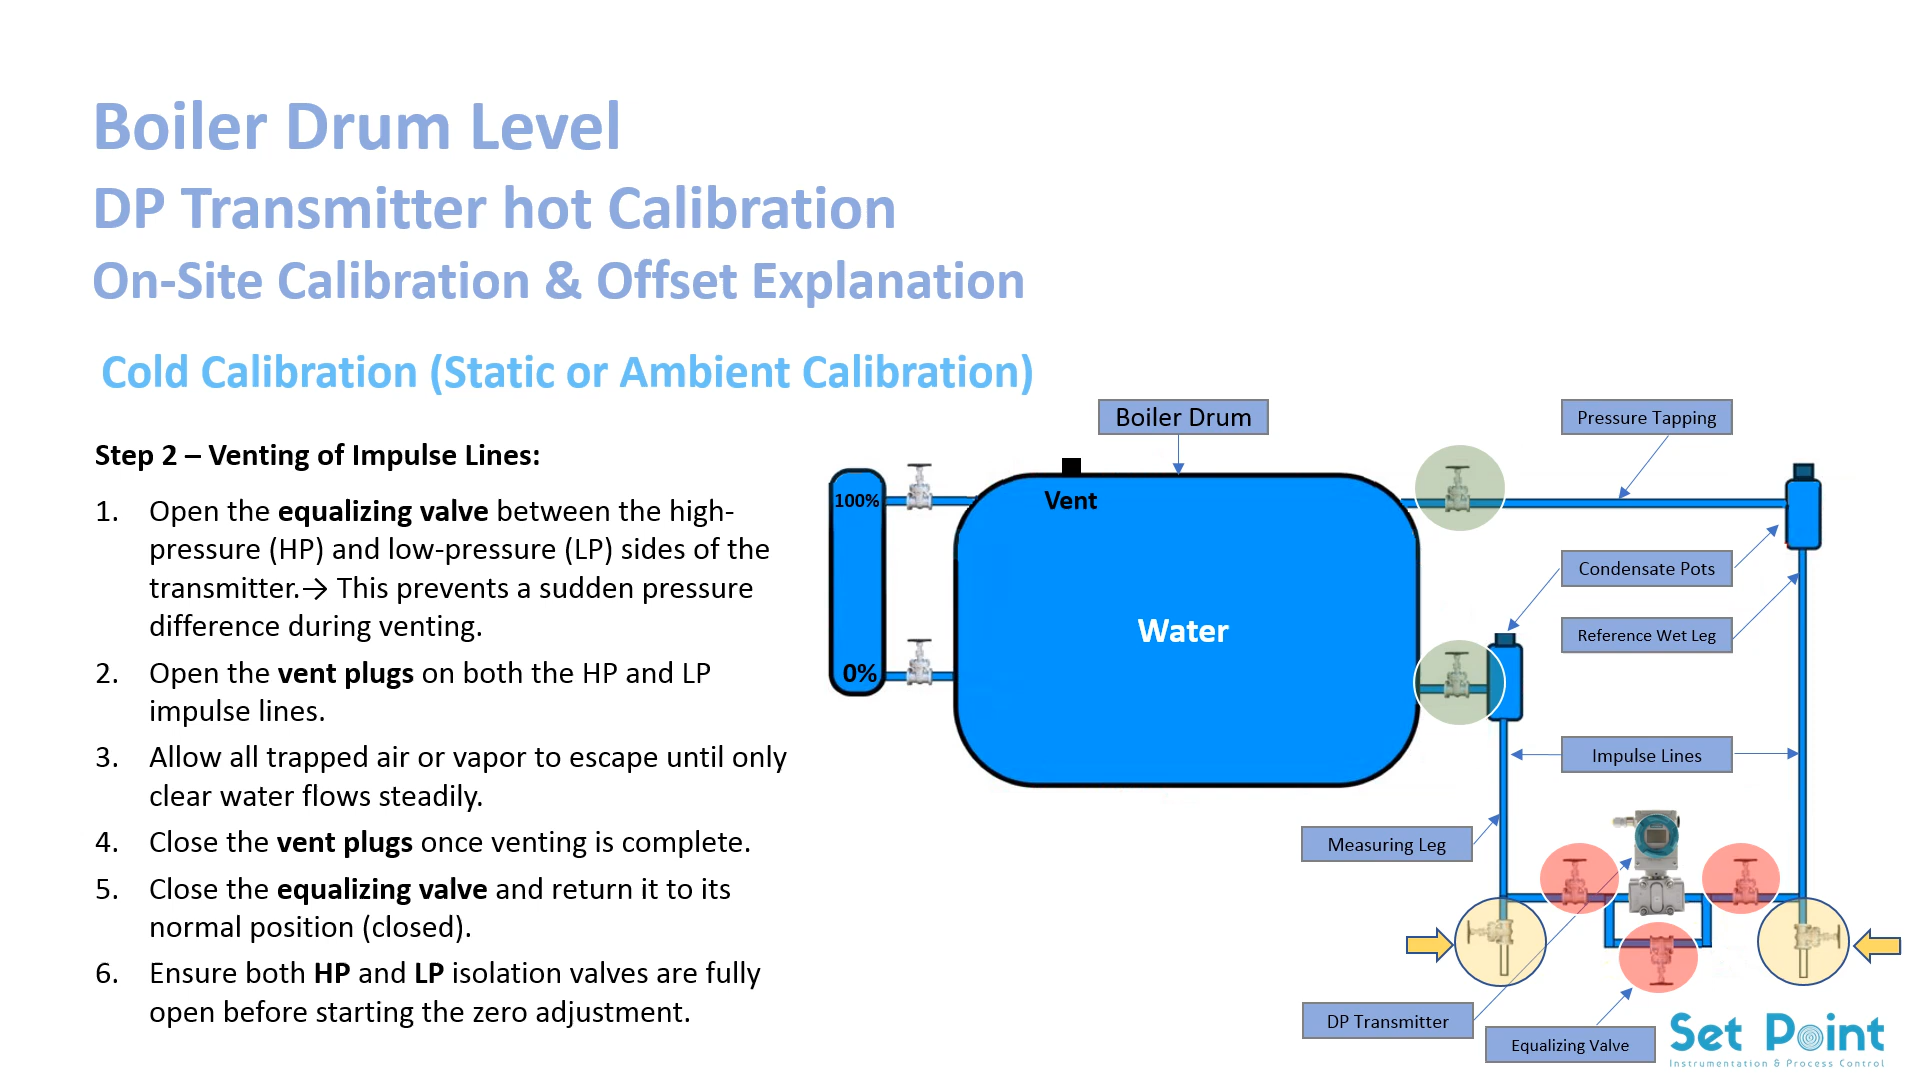 Boiler Drum Level
DP Transmitter hot Calibration
On-Site Calibration & Offset Explanation
Cold Calibration (Static or Ambient Calibration)
Step 2 – Venting of Impulse Lines:
1. Open the equalizing valve between the high-
pressure (HP) and low-pressure (LP) sides of the
transmitter.→ This prevents a sudden pressure
difference during venting.
2. Open the vent plugs on both the HP and LP
impulse lines.
3. Allow all trapped air or vapor to escape until only
clear water flows steadily.
4. Close the vent plugs once venting is complete.
5. Close the equalizing valve and return it to its
normal position (closed).
6. Ensure both HP and LP isolation valves are fully
open before starting the zero adjustment.
Boiler Drum
Pressure Tapping
100%
Vent
Condensate Pots
Water
Reference Wet Leg
0%
Impulse Lines
Measuring Leg
DP Transmitter
Equalizing Valve
Set Point
Instrumentation & Process Control